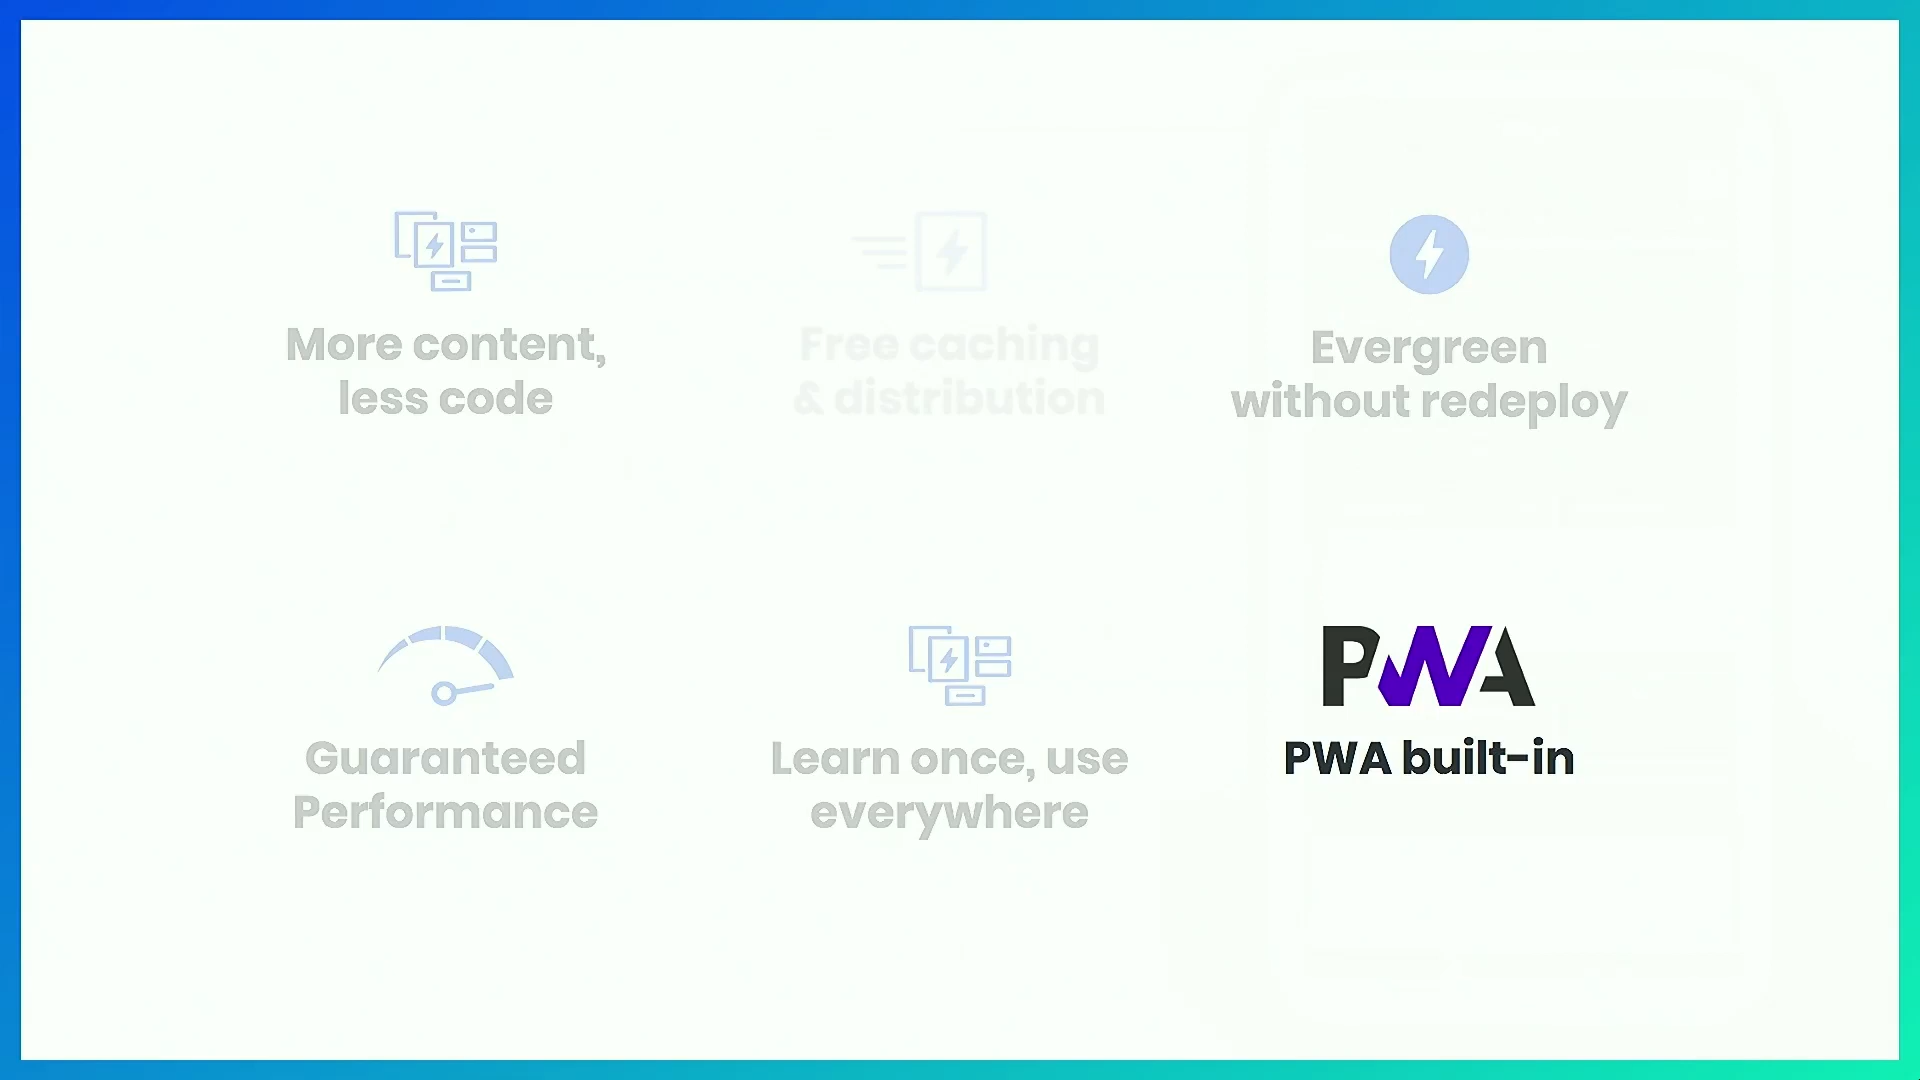 More content,
less code
Free caching
& distribution
Evergreen
without redeploy
Guaranteed
Performance
Learn once, use
everywhere
PWA
PWA built-in